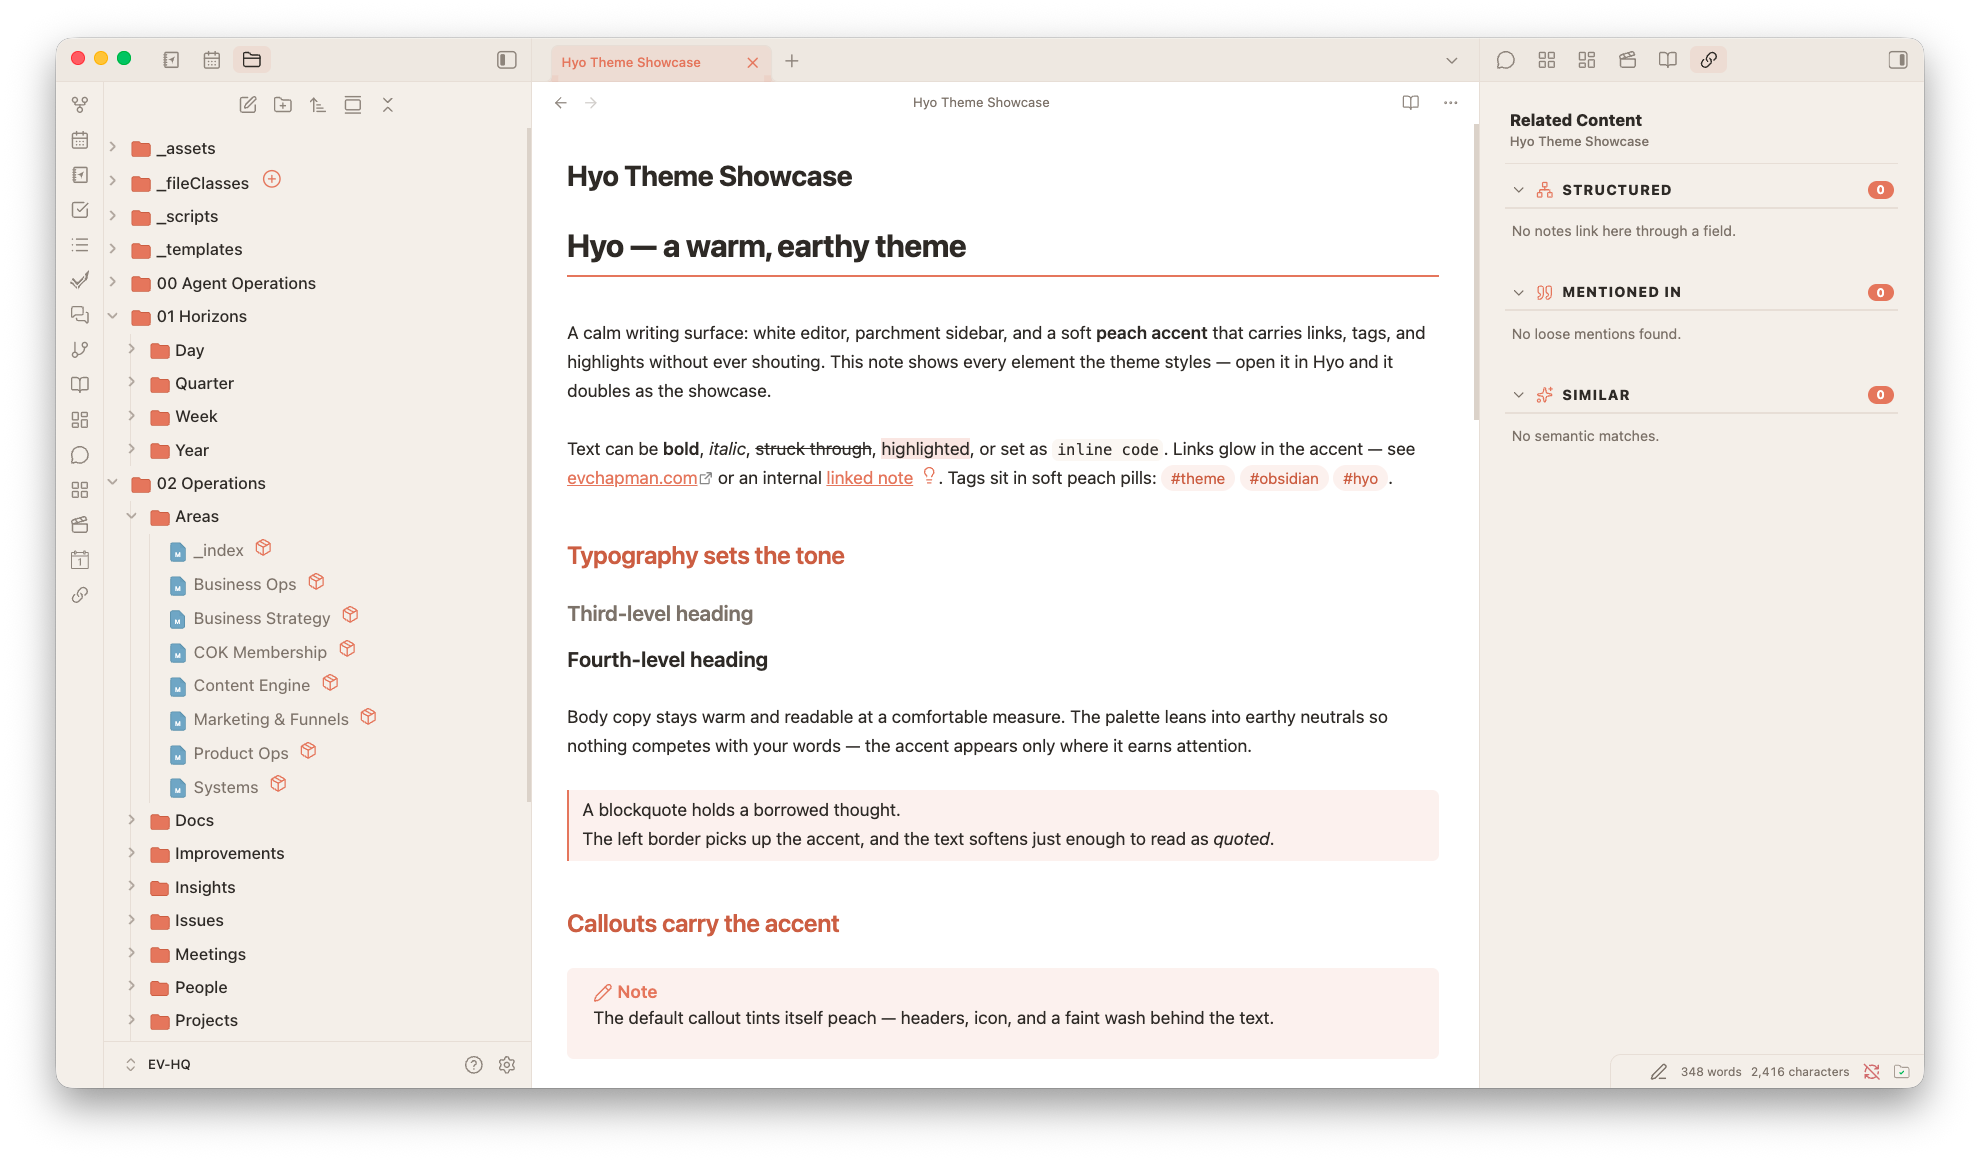 Hyo Theme Showcase
_assets
_fileClasses
_scripts
_templates
00 Agent Operations
01 Horizons
Day
Quarter
Week
Year
02 Operations
Areas
_index
Business Ops
Business Strategy
COK Membership
Content Engine
Marketing & Funnels
Product Ops
Systems
Docs
Improvements
Insights
Issues
Meetings
People
Projects
EV-HQ
Hyo Theme Showcase
Hyo Theme Showcase
Hyo — a warm, earthy theme
A calm writing surface: white editor, parchment sidebar, and a soft peach accent that carries links, tags, and
highlights without ever shouting. This note shows every element the theme styles — open it in Hyo and it
doubles as the showcase.
Text can be bold, italic, struck through, highlighted, or set as inline code . Links glow in the accent — see
evchapman.com or an internal linked note . Tags sit in soft peach pills: #theme #obsidian #hyo .
Typography sets the tone
Third-level heading
Fourth-level heading
Body copy stays warm and readable at a comfortable measure. The palette leans into earthy neutrals so
nothing competes with your words — the accent appears only where it earns attention.
A blockquote holds a borrowed thought.
The left border picks up the accent, and the text softens just enough to read as quoted.
Callouts carry the accent
Note
The default callout tints itself peach — headers, icon, and a faint wash behind the text.
Related Content
Hyo Theme Showcase
STRUCTURED 0
No notes link here through a field.
MENTIONED IN 0
No loose mentions found.
SIMILAR 0
No semantic matches.
348 words 2,416 characters